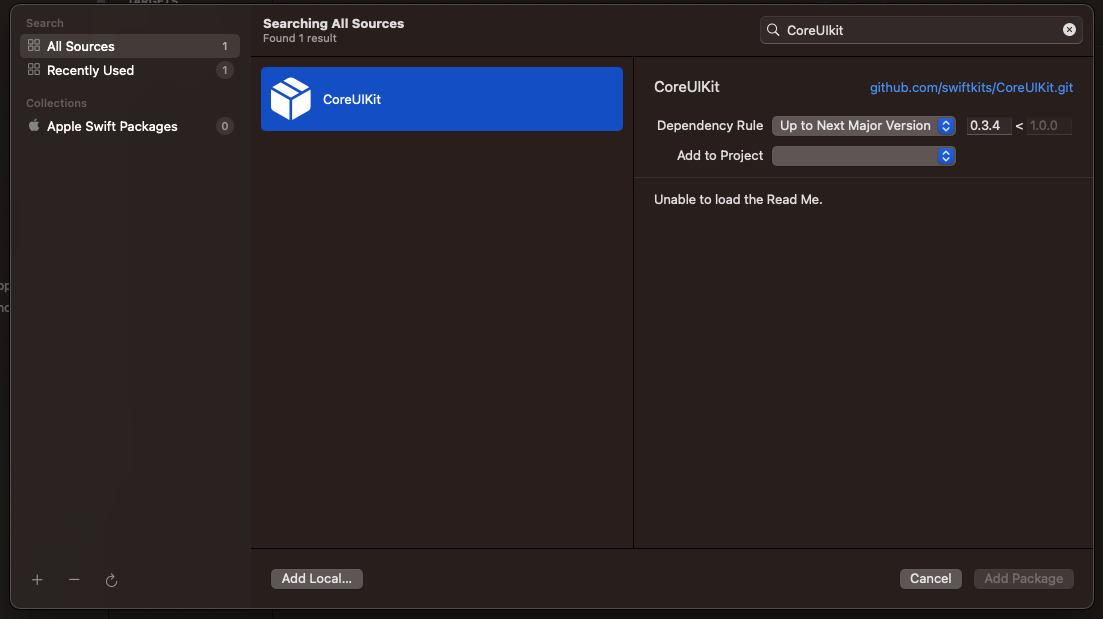 TARGETS
Search
All Sources 1
Recently Used 1
Collections
Apple Swift Packages 0
Searching All Sources
Found 1 result
CoreUIkit
CoreUIKit
CoreUIKit github.com/swiftkits/CoreUIKit.git
Dependency Rule Up to Next Major Version 0.3.4 < 1.0.0
Add to Project
Unable to load the Read Me.
Add Local... Cancel Add Package